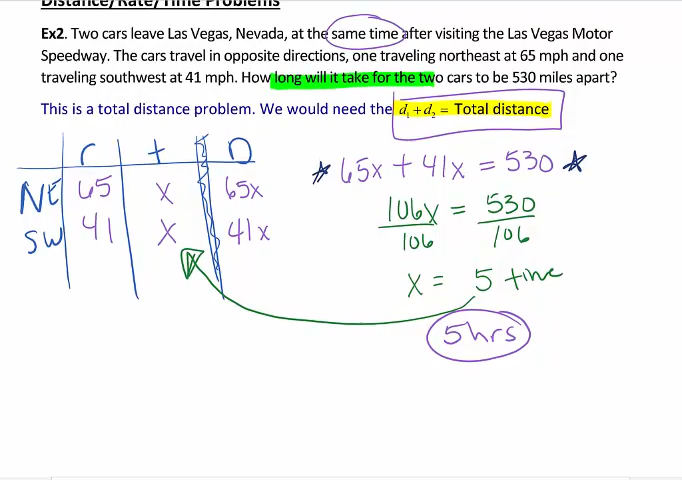 Distance/Rate/Time Problems
Ex2. Two cars leave Las Vegas, Nevada, at the same time after visiting the Las Vegas Motor
Speedway. The cars travel in opposite directions, one traveling northeast at 65 mph and one
traveling southwest at 41 mph. How long will it take for the two cars to be 530 miles apart?
This is a total distance problem. We would need the d₁ + d₂ = Total distance
r t D
NE 65 x 65x
SW 41 x 41x
* 65x + 41x = 530 *
106x = 530
106 106
x = 5 time
5hrs